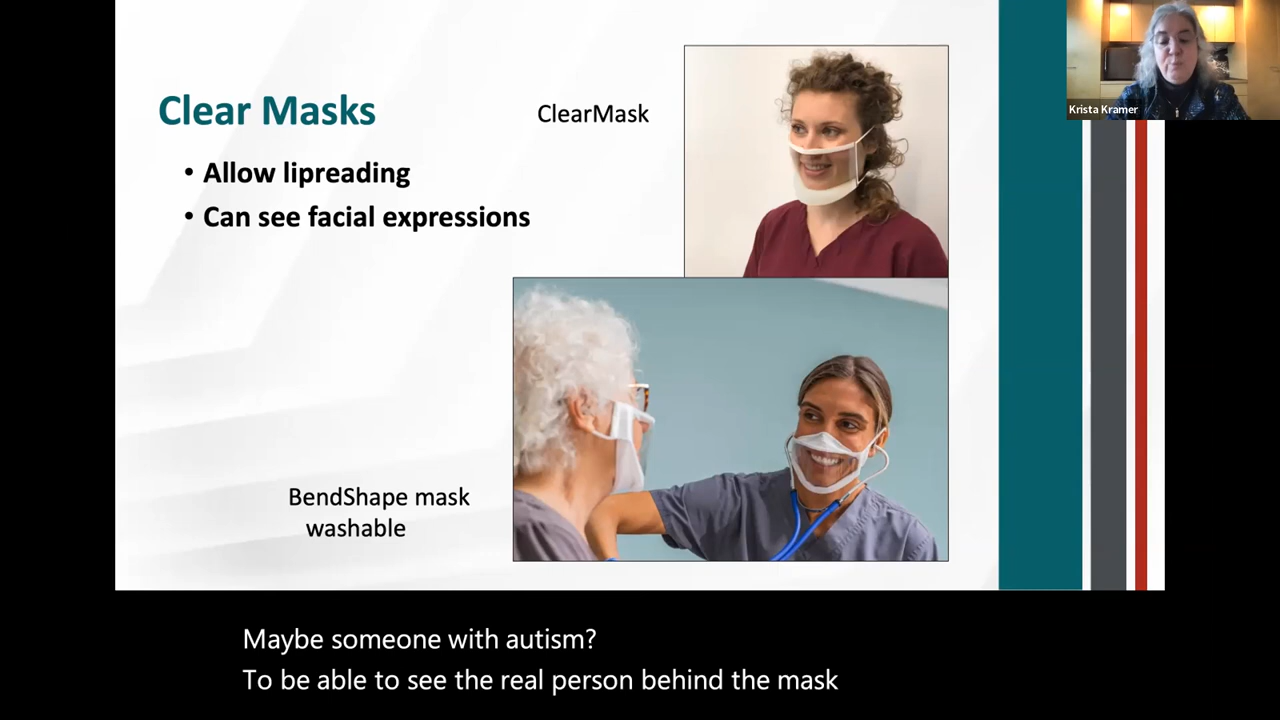 Clear Masks
ClearMask
• Allow lipreading
• Can see facial expressions
BendShape mask
washable
Krista Kramer
Maybe someone with autism?
To be able to see the real person behind the mask